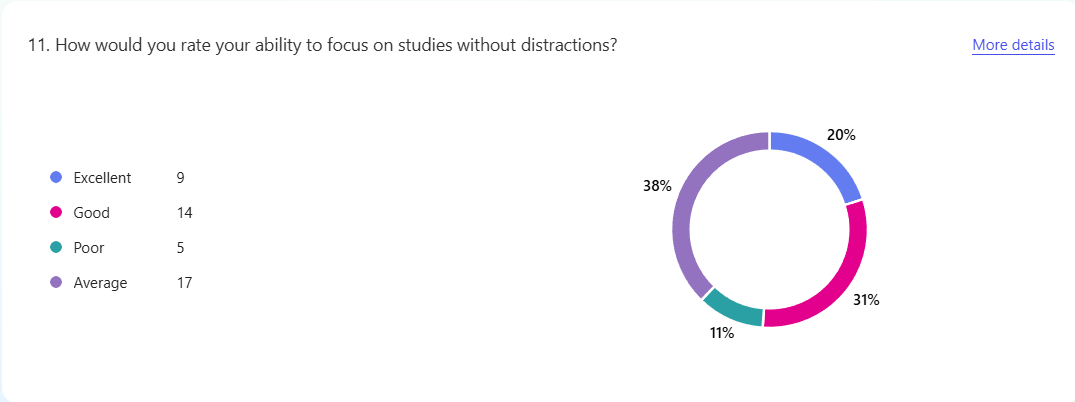 11. How would you rate your ability to focus on studies without distractions?
More details
Excellent 9
Good 14
Poor 5
Average 17
20%
38%
31%
11%